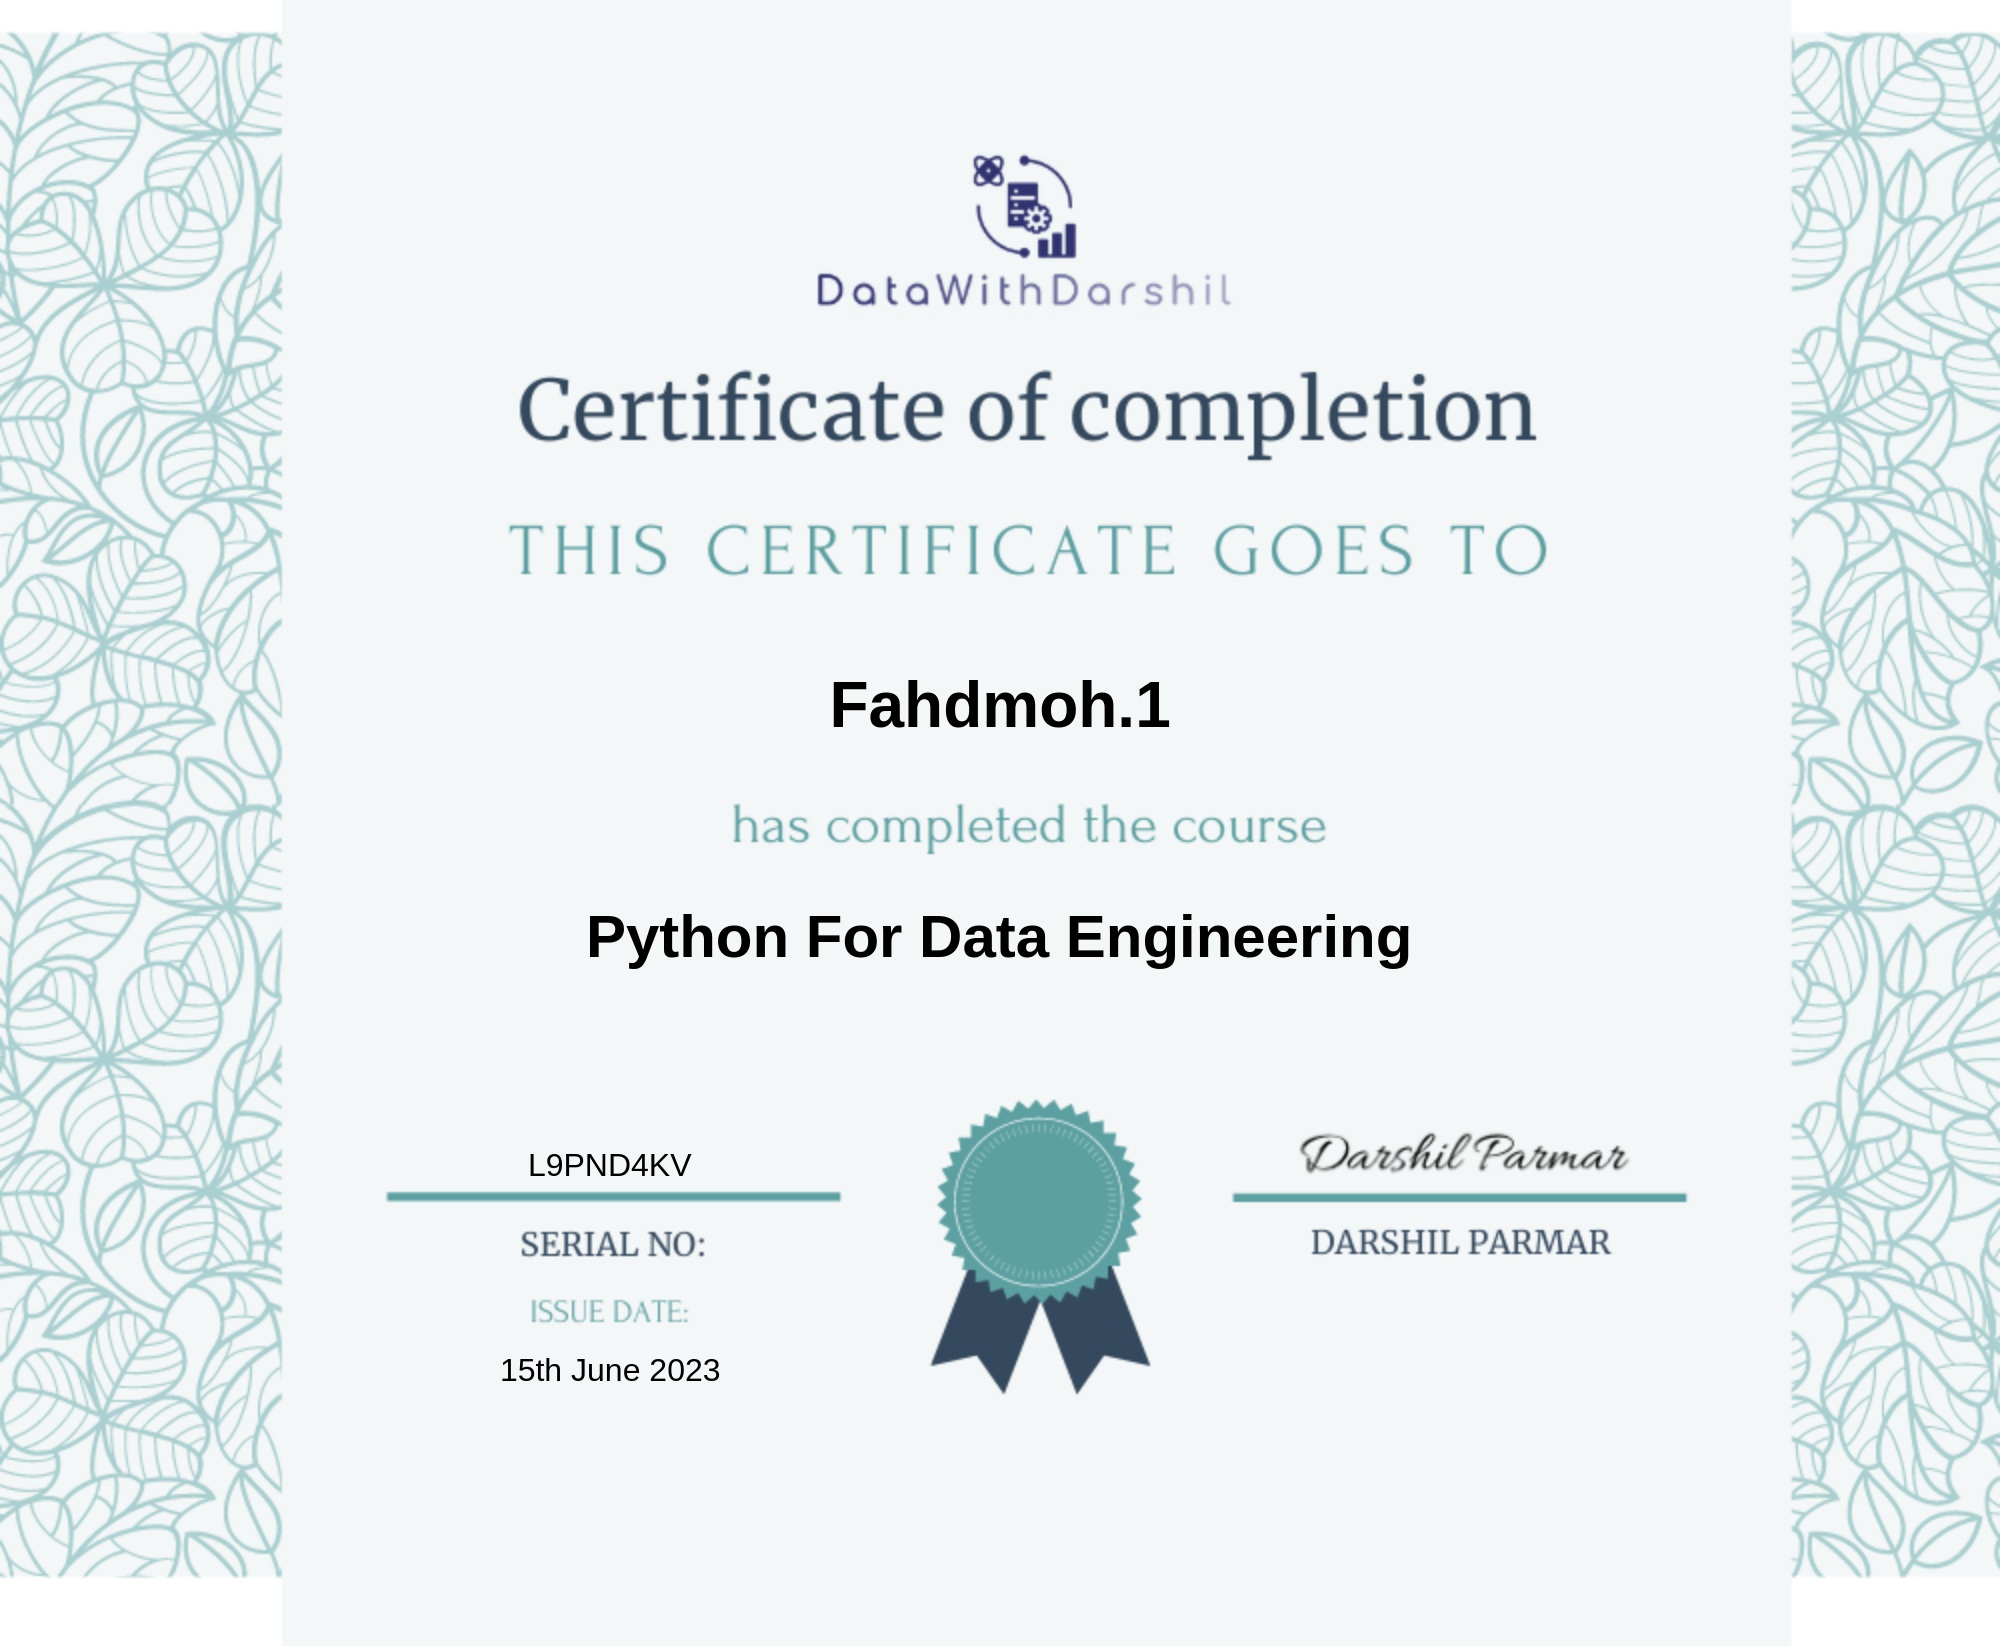 DataWithDarshil
Certificate of completion
THIS CERTIFICATE GOES TO
Fahdmoh.1
has completed the course
Python For Data Engineering
L9PND4KV
SERIAL NO:
ISSUE DATE:
15th June 2023
Darshil Parmar
DARSHIL PARMAR